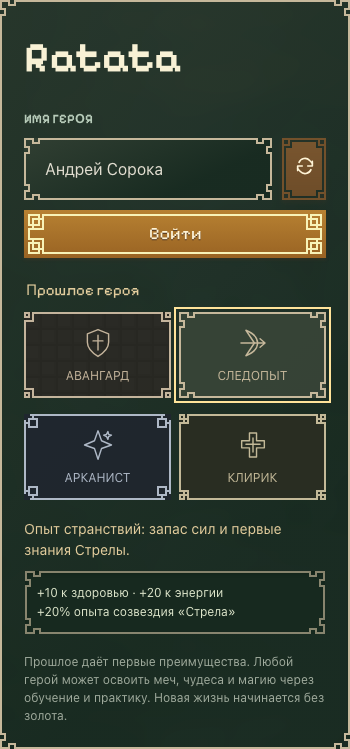 Ratata
ИМЯ ГЕРОЯ
Андрей Сорока
Войти
Прошлое героя
АВАНГАРД
СЛЕДОПЫТ
АРКАНИСТ
КЛИРИК
Опыт странствий: запас сил и первые
знания Стрелы.
+10 к здоровью · +20 к энергии
+20% опыта созвездия «Стрела»
Прошлое даёт первые преимущества. Любой
герой может освоить меч, чудеса и магию через
обучение и практику. Новая жизнь начинается без
золота.